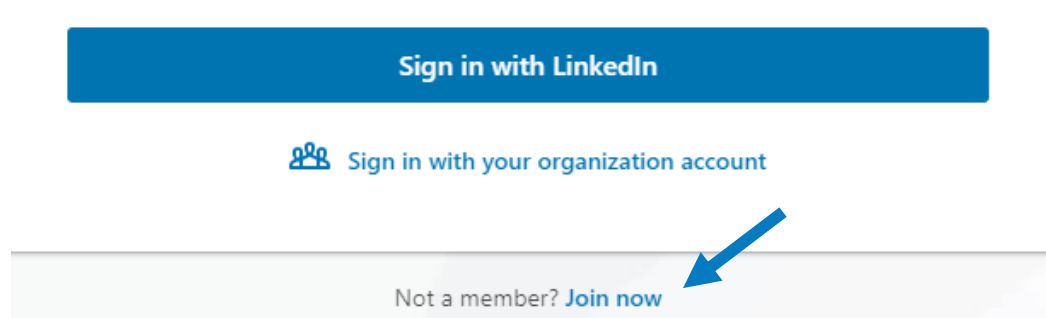 Sign in with LinkedIn
Sign in with your organization account
Not a member? Join now